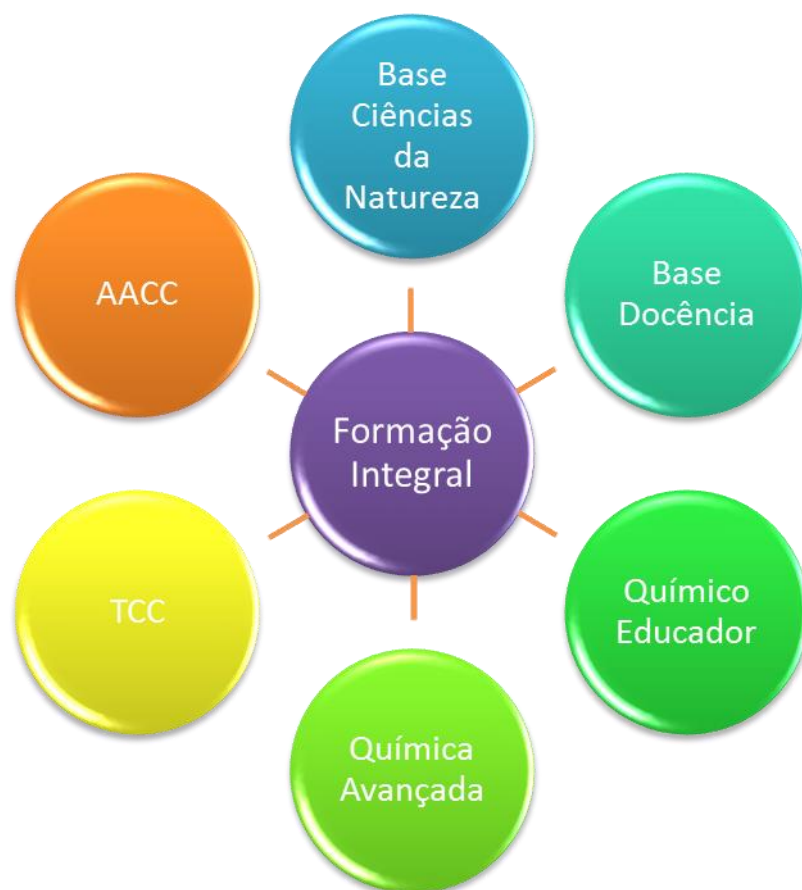 Base
Ciências
da
Natureza
Base
Docência
Químico
Educador
Química
Avançada
TCC
AACC
Formação
Integral